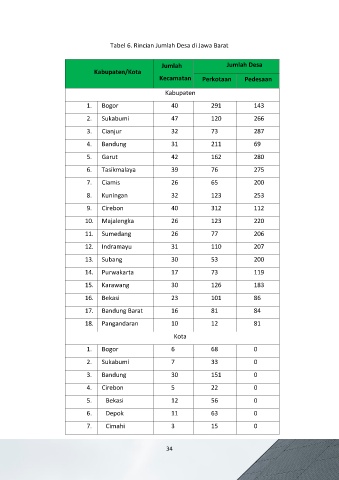 Tabel 6. Rincian Jumlah Desa di Jawa Barat
Kabupaten/Kota Jumlah Kecamatan Jumlah Desa
Perkotaan Pedesaan
Kabupaten
1. Bogor 40 291 143
2. Sukabumi 47 120 266
3. Cianjur 32 73 287
4. Bandung 31 211 69
5. Garut 42 162 280
6. Tasikmalaya 39 76 275
7. Ciamis 26 65 200
8. Kuningan 32 123 253
9. Cirebon 40 312 112
10. Majalengka 26 123 220
11. Sumedang 26 77 206
12. Indramayu 31 110 207
13. Subang 30 53 200
14. Purwakarta 17 73 119
15. Karawang 30 126 183
16. Bekasi 23 101 86
17. Bandung Barat 16 81 84
18. Pangandaran 10 12 81
Kota
1. Bogor 6 68 0
2. Sukabumi 7 33 0
3. Bandung 30 151 0
4. Cirebon 5 22 0
5. Bekasi 12 56 0
6. Depok 11 63 0
7. Cimahi 3 15 0
34